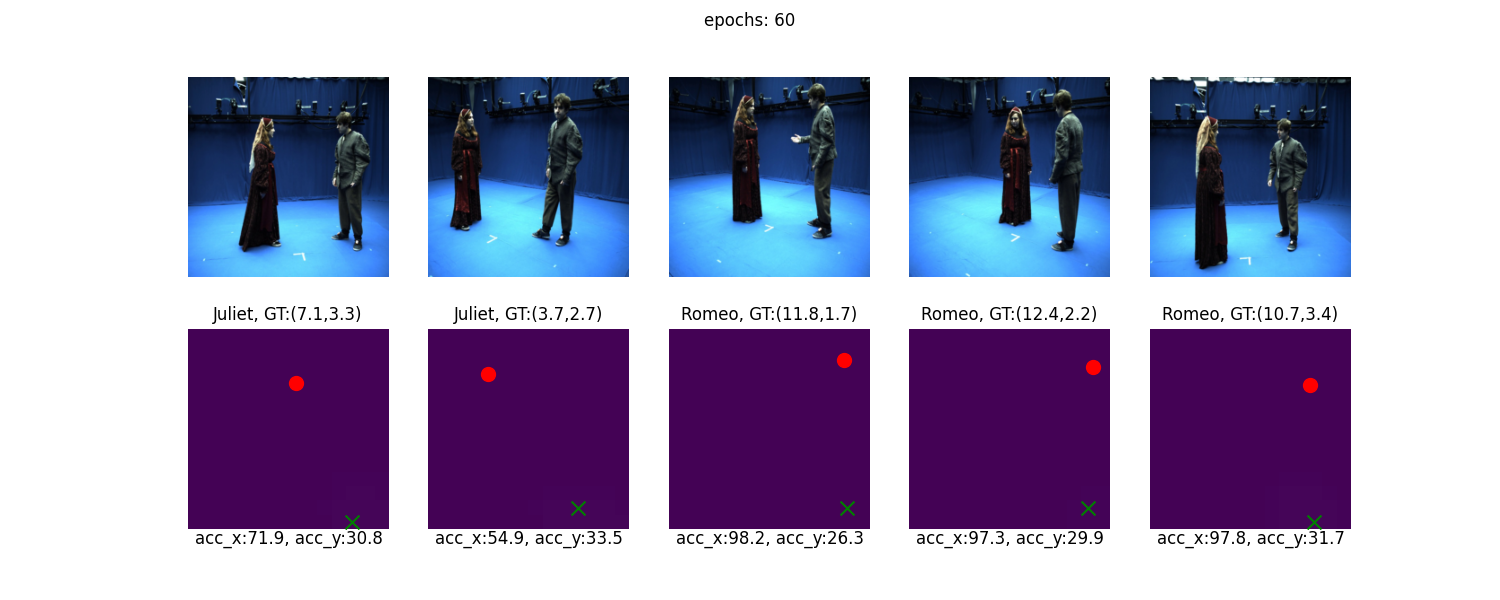 epochs: 60
Juliet, GT:(7.1,3.3)
Juliet, GT:(3.7,2.7)
Romeo, GT:(11.8,1.7)
Romeo, GT:(12.4,2.2)
Romeo, GT:(10.7,3.4)
acc_x:71.9, acc_y:30.8
acc_x:54.9, acc_y:33.5
acc_x:98.2, acc_y:26.3
acc_x:97.3, acc_y:29.9
acc_x:97.8, acc_y:31.7